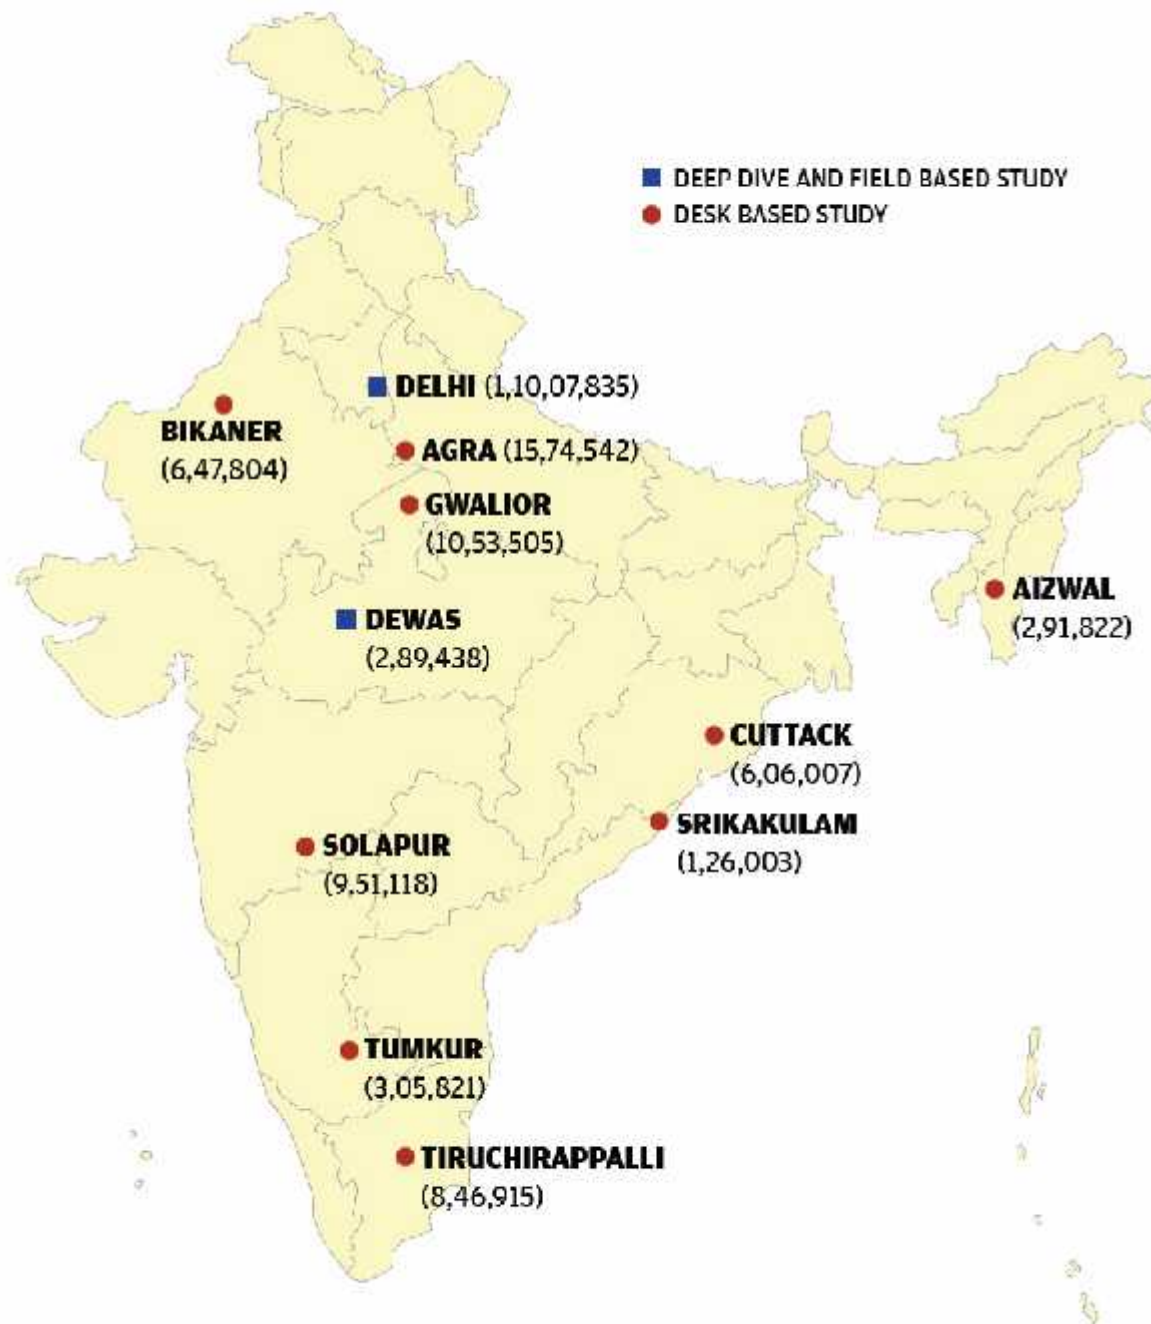 DEEP DIVE AND FIELD BASED STUDY
DESK BASED STUDY
DELHI (1,10,07,835)
BIKANER
(6,47,804)
AGRA (15,74,542)
GWALIOR
(10,53,505)
AIZWAL
(2,91,822)
DEWAS
(2,89,438)
CUTTACK
(6,06,007)
SRIKAKULAM
(1,26,003)
SOLAPUR
(9,51,118)
TUMKUR
(3,05,821)
TIRUCHIRAPPALLI
(8,46,915)